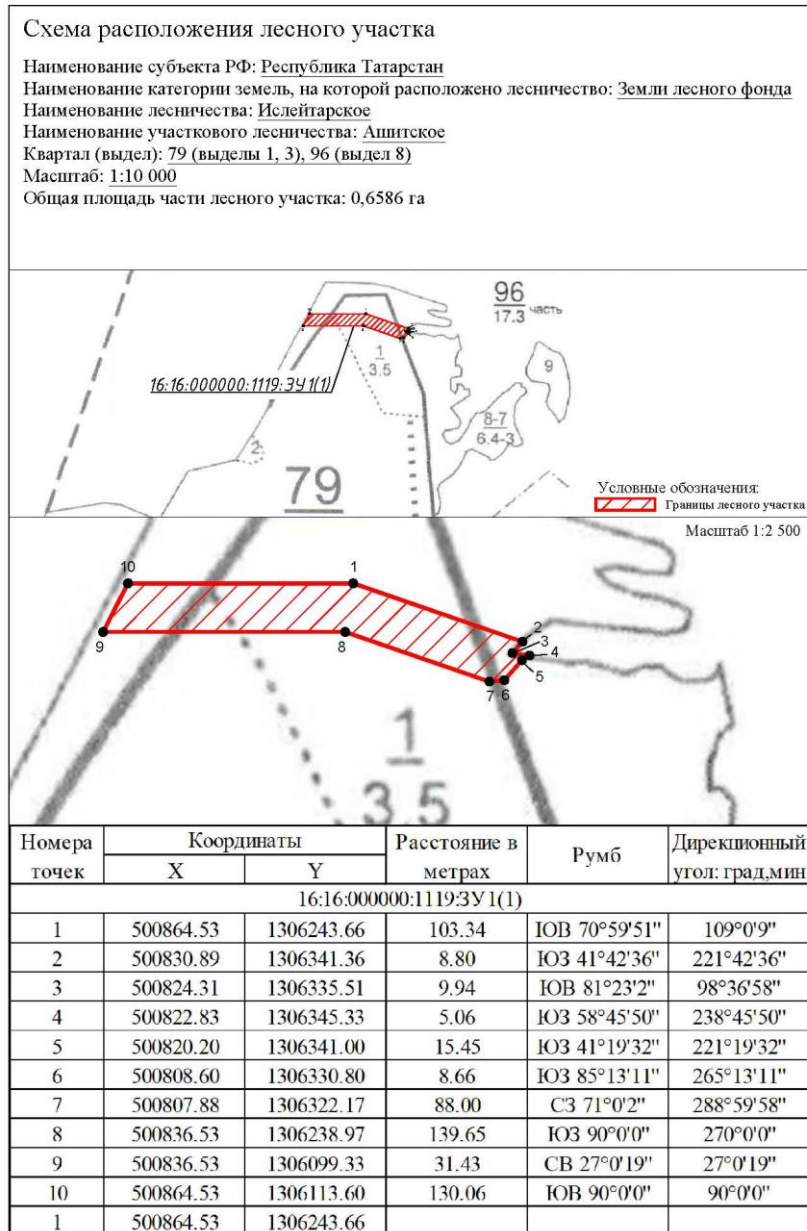 Схема расположения лесного участка
Наименование субъекта РФ: Республика Татарстан
Наименование категории земель, на которой расположено лесничество: Земли лесного фонда
Наименование лесничества: Ислейтарское
Наименование участкового лесничества: Ашитское
Квартал (выдел): 79 (выделы 1, 3), 96 (выдел 8)
Масштаб: 1:10 000
Общая площадь части лесного участка: 0,6586 га
96 часть
17.3
1
3.5
9
16:16:000000:1119:ЗУ1(1)
8-7
6.4-3
2
79
Условные обозначения:
Границы лесного участка
Масштаб 1:2 500
10
1
2
3
4
5
6
7
8
9
1
3.5
Номера точек Координаты Расстояние в метрах Румб Дирекционный угол: град,мин
X Y
16:16:000000:1119:ЗУ1(1)
1 500864.53 1306243.66 103.34 ЮВ 70°59'51" 109°0'9"
2 500830.89 1306341.36 8.80 ЮЗ 41°42'36" 221°42'36"
3 500824.31 1306335.51 9.94 ЮВ 81°23'2" 98°36'58"
4 500822.83 1306345.33 5.06 ЮЗ 58°45'50" 238°45'50"
5 500820.20 1306341.00 15.45 ЮЗ 41°19'32" 221°19'32"
6 500808.60 1306330.80 8.66 ЮЗ 85°13'11" 265°13'11"
7 500807.88 1306322.17 88.00 СЗ 71°0'2" 288°59'58"
8 500836.53 1306238.97 139.65 ЮЗ 90°0'0" 270°0'0"
9 500836.53 1306099.33 31.43 СВ 27°0'19" 27°0'19"
10 500864.53 1306113.60 130.06 ЮВ 90°0'0" 90°0'0"
1 500864.53 1306243.66